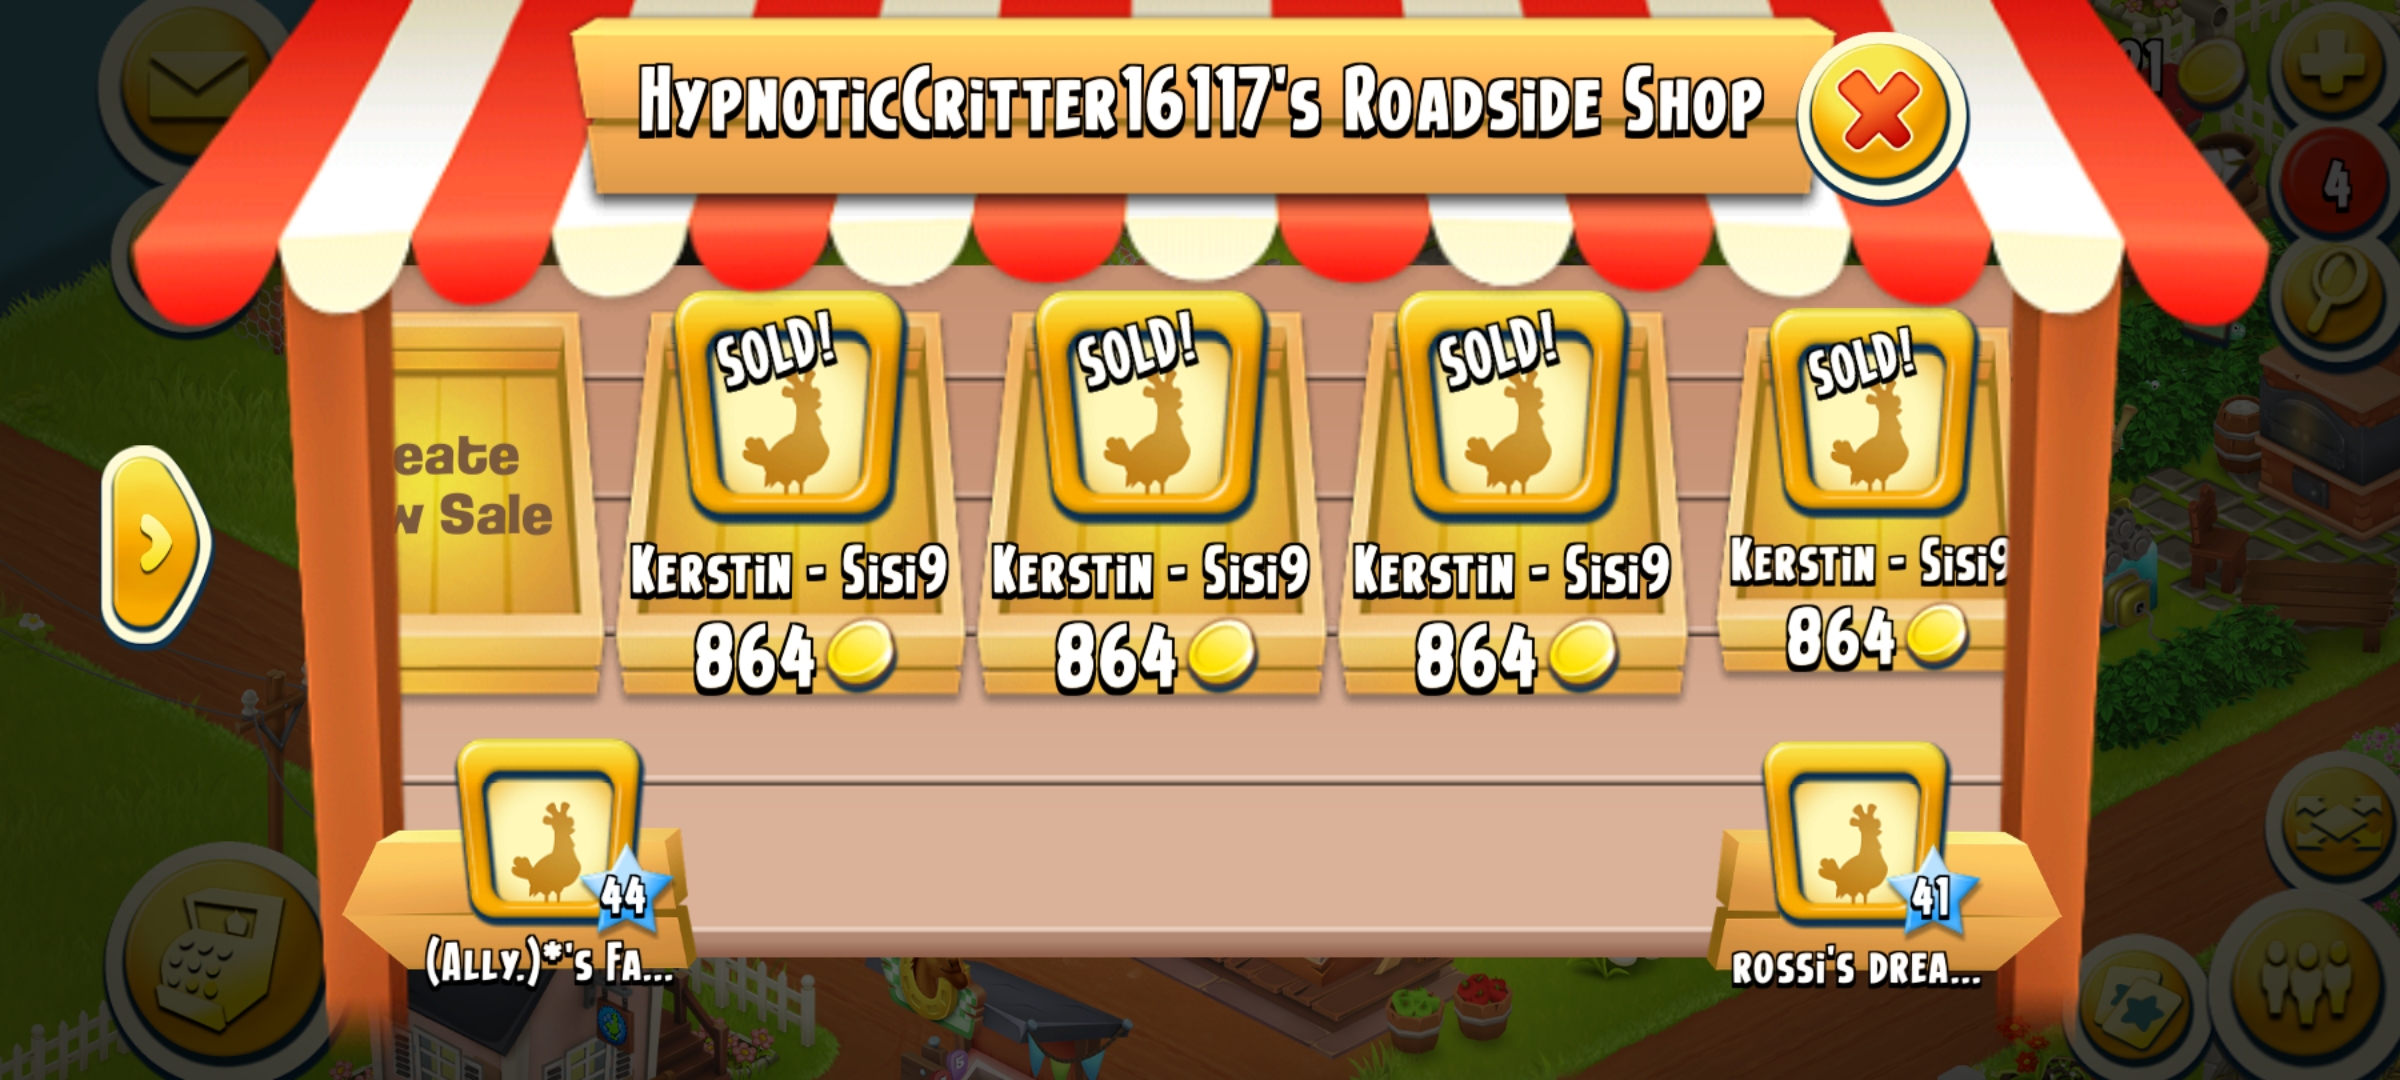 HypnoticCritter16117's Roadside Shop
4
eate
w Sale
SOLD!
Kerstin - Sisi9
864
SOLD!
Kerstin - Sisi9
864
SOLD!
Kerstin - Sisi9
864
SOLD!
Kerstin - Sisi9
864
44
(Ally.)*'s Fa...
41
ROSSi'S DREA...